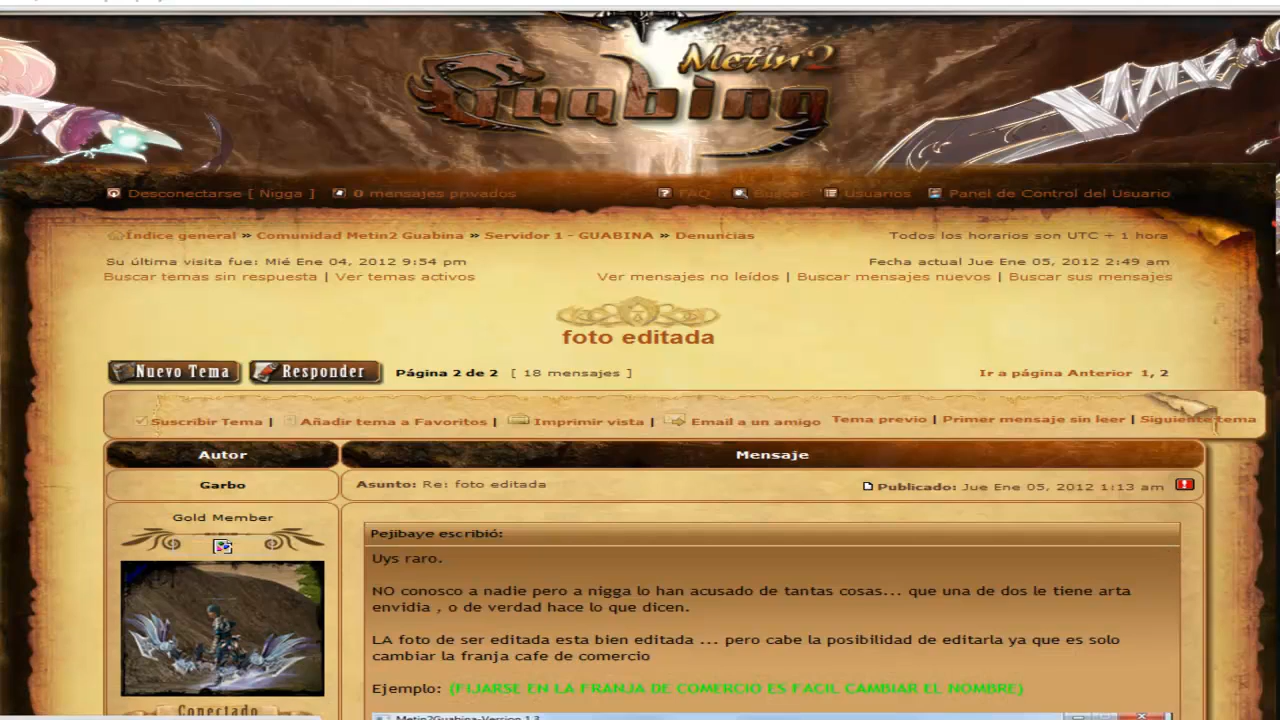 Metin2
Guabina
Desconectarse [ Nigga ] 0 mensajes privados FAQ Buscar Usuarios Panel de Control del Usuario
Índice general » Comunidad Metin2 Guabina » Servidor 1 - GUABINA » Denuncias Todos los horarios son UTC + 1 hora
Su última visita fue: Mié Ene 04, 2012 9:54 pm Fecha actual Jue Ene 05, 2012 2:49 am
Buscar temas sin respuesta | Ver temas activos Ver mensajes no leídos | Buscar mensajes nuevos | Buscar sus mensajes
foto editada
Nuevo Tema Responder Página 2 de 2 [ 18 mensajes ] Ir a página Anterior 1, 2
Suscribir Tema | Añadir tema a Favoritos | Imprimir vista | Email a un amigo Tema previo | Primer mensaje sin leer | Siguiente tema
Autor Mensaje
Garbo Asunto: Re: foto editada Publicado: Jue Ene 05, 2012 1:13 am
Gold Member
Pejibaye escribió:
Uys raro.
NO conosco a nadie pero a nigga lo han acusado de tantas cosas... que una de dos le tiene arta
envidia , o de verdad hace lo que dicen.
LA foto de ser editada esta bien editada ... pero cabe la posibilidad de editarla ya que es solo
cambiar la franja cafe de comercio
Ejemplo: (FIJARSE EN LA FRANJA DE COMERCIO ES FACIL CAMBIAR EL NOMBRE)
Conectado
Metin2Guabina-Version 1.3